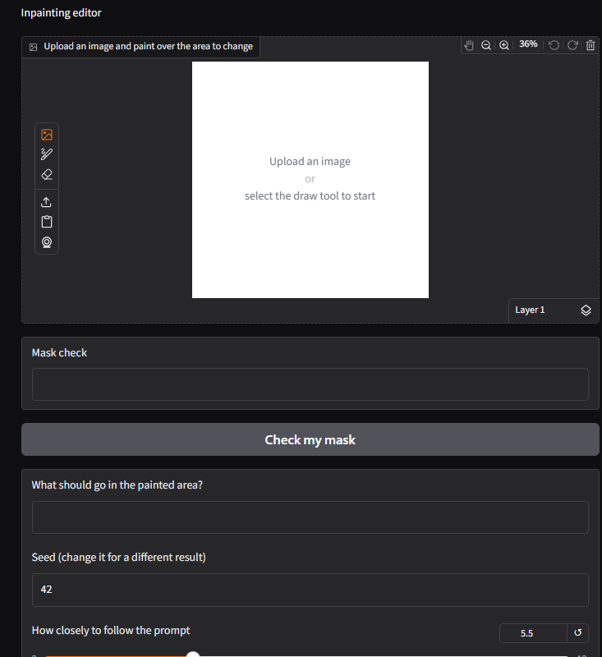 Inpainting editor
Upload an image and paint over the area to change
36%
Upload an image
or
select the draw tool to start
Layer 1
Mask check
Check my mask
What should go in the painted area?
Seed (change it for a different result)
42
How closely to follow the prompt
5.5